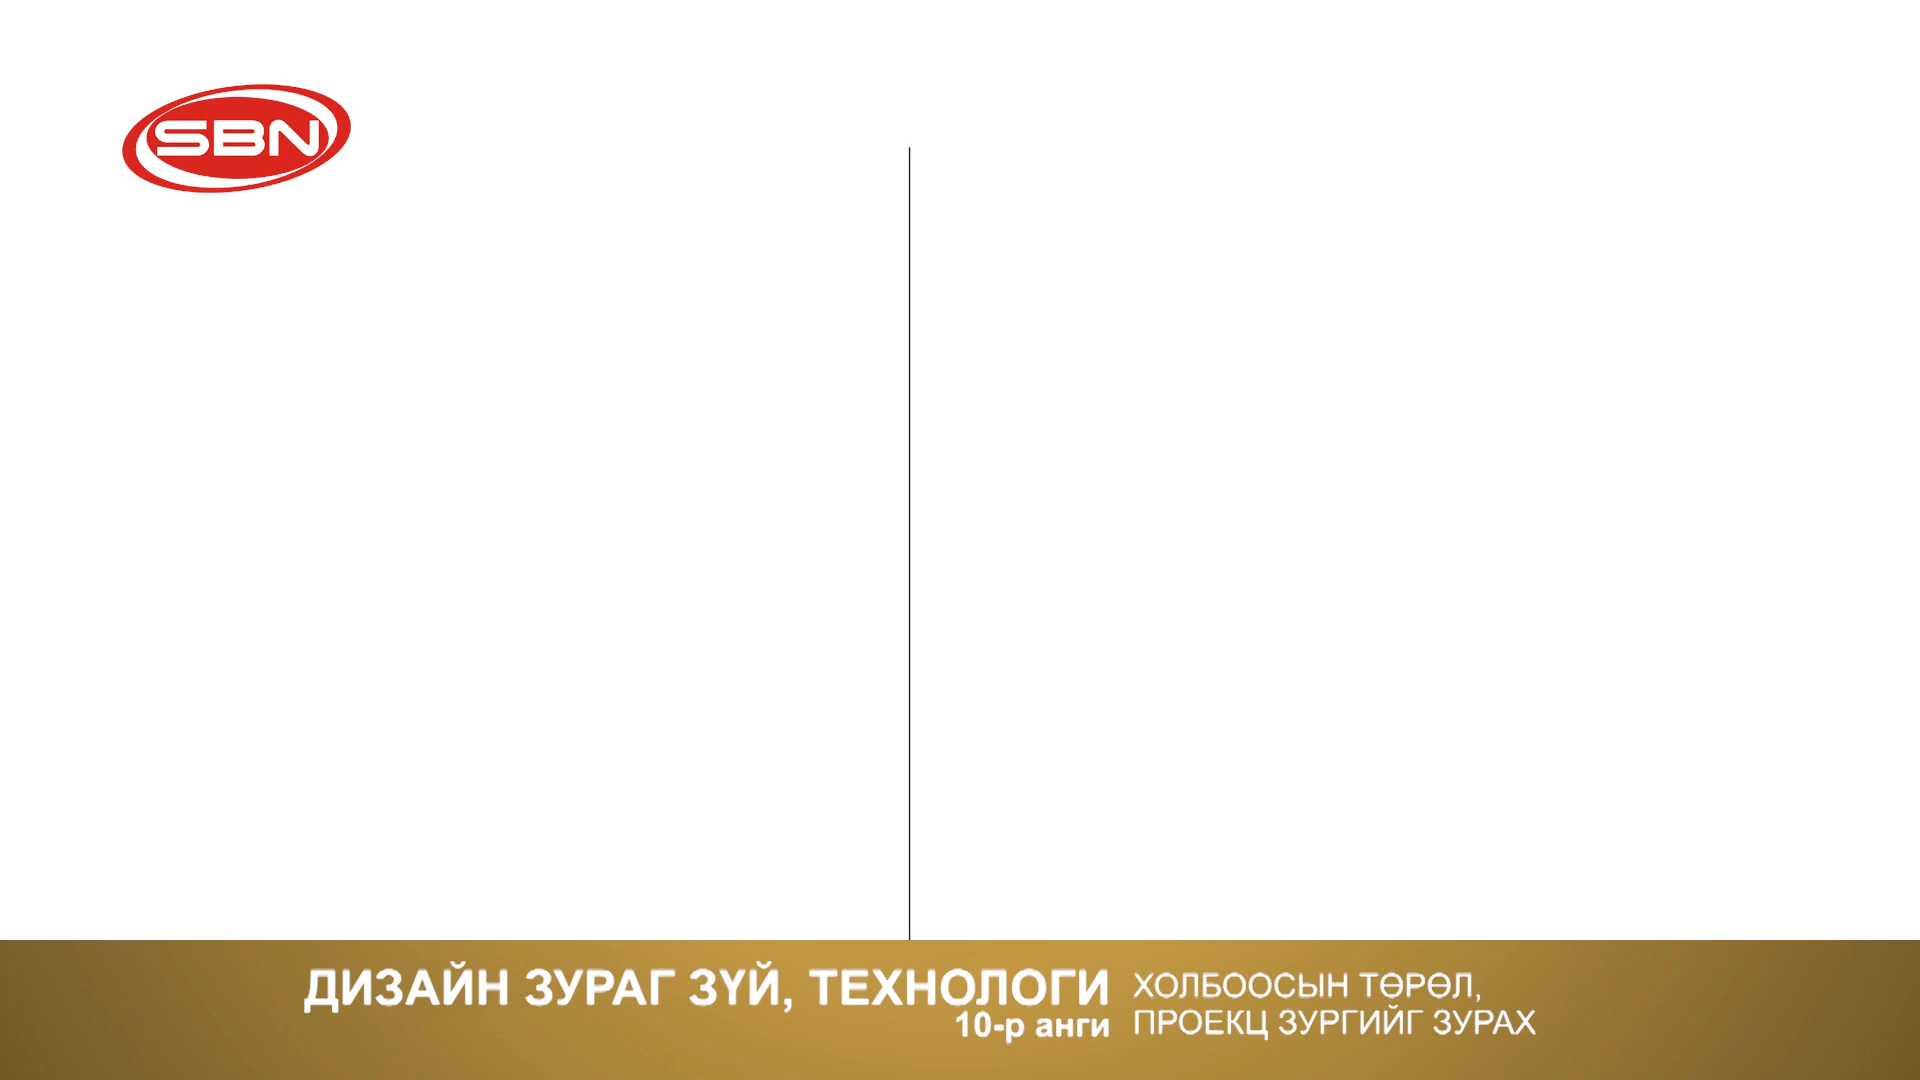 SBN
ДИЗАЙН ЗУРАГ ЗҮЙ, ТЕХНОЛОГИ
10-р анги
ХОЛБООСЫН ТӨРӨЛ,
ПРОЕКЦ ЗУРГИЙГ ЗУРАХ